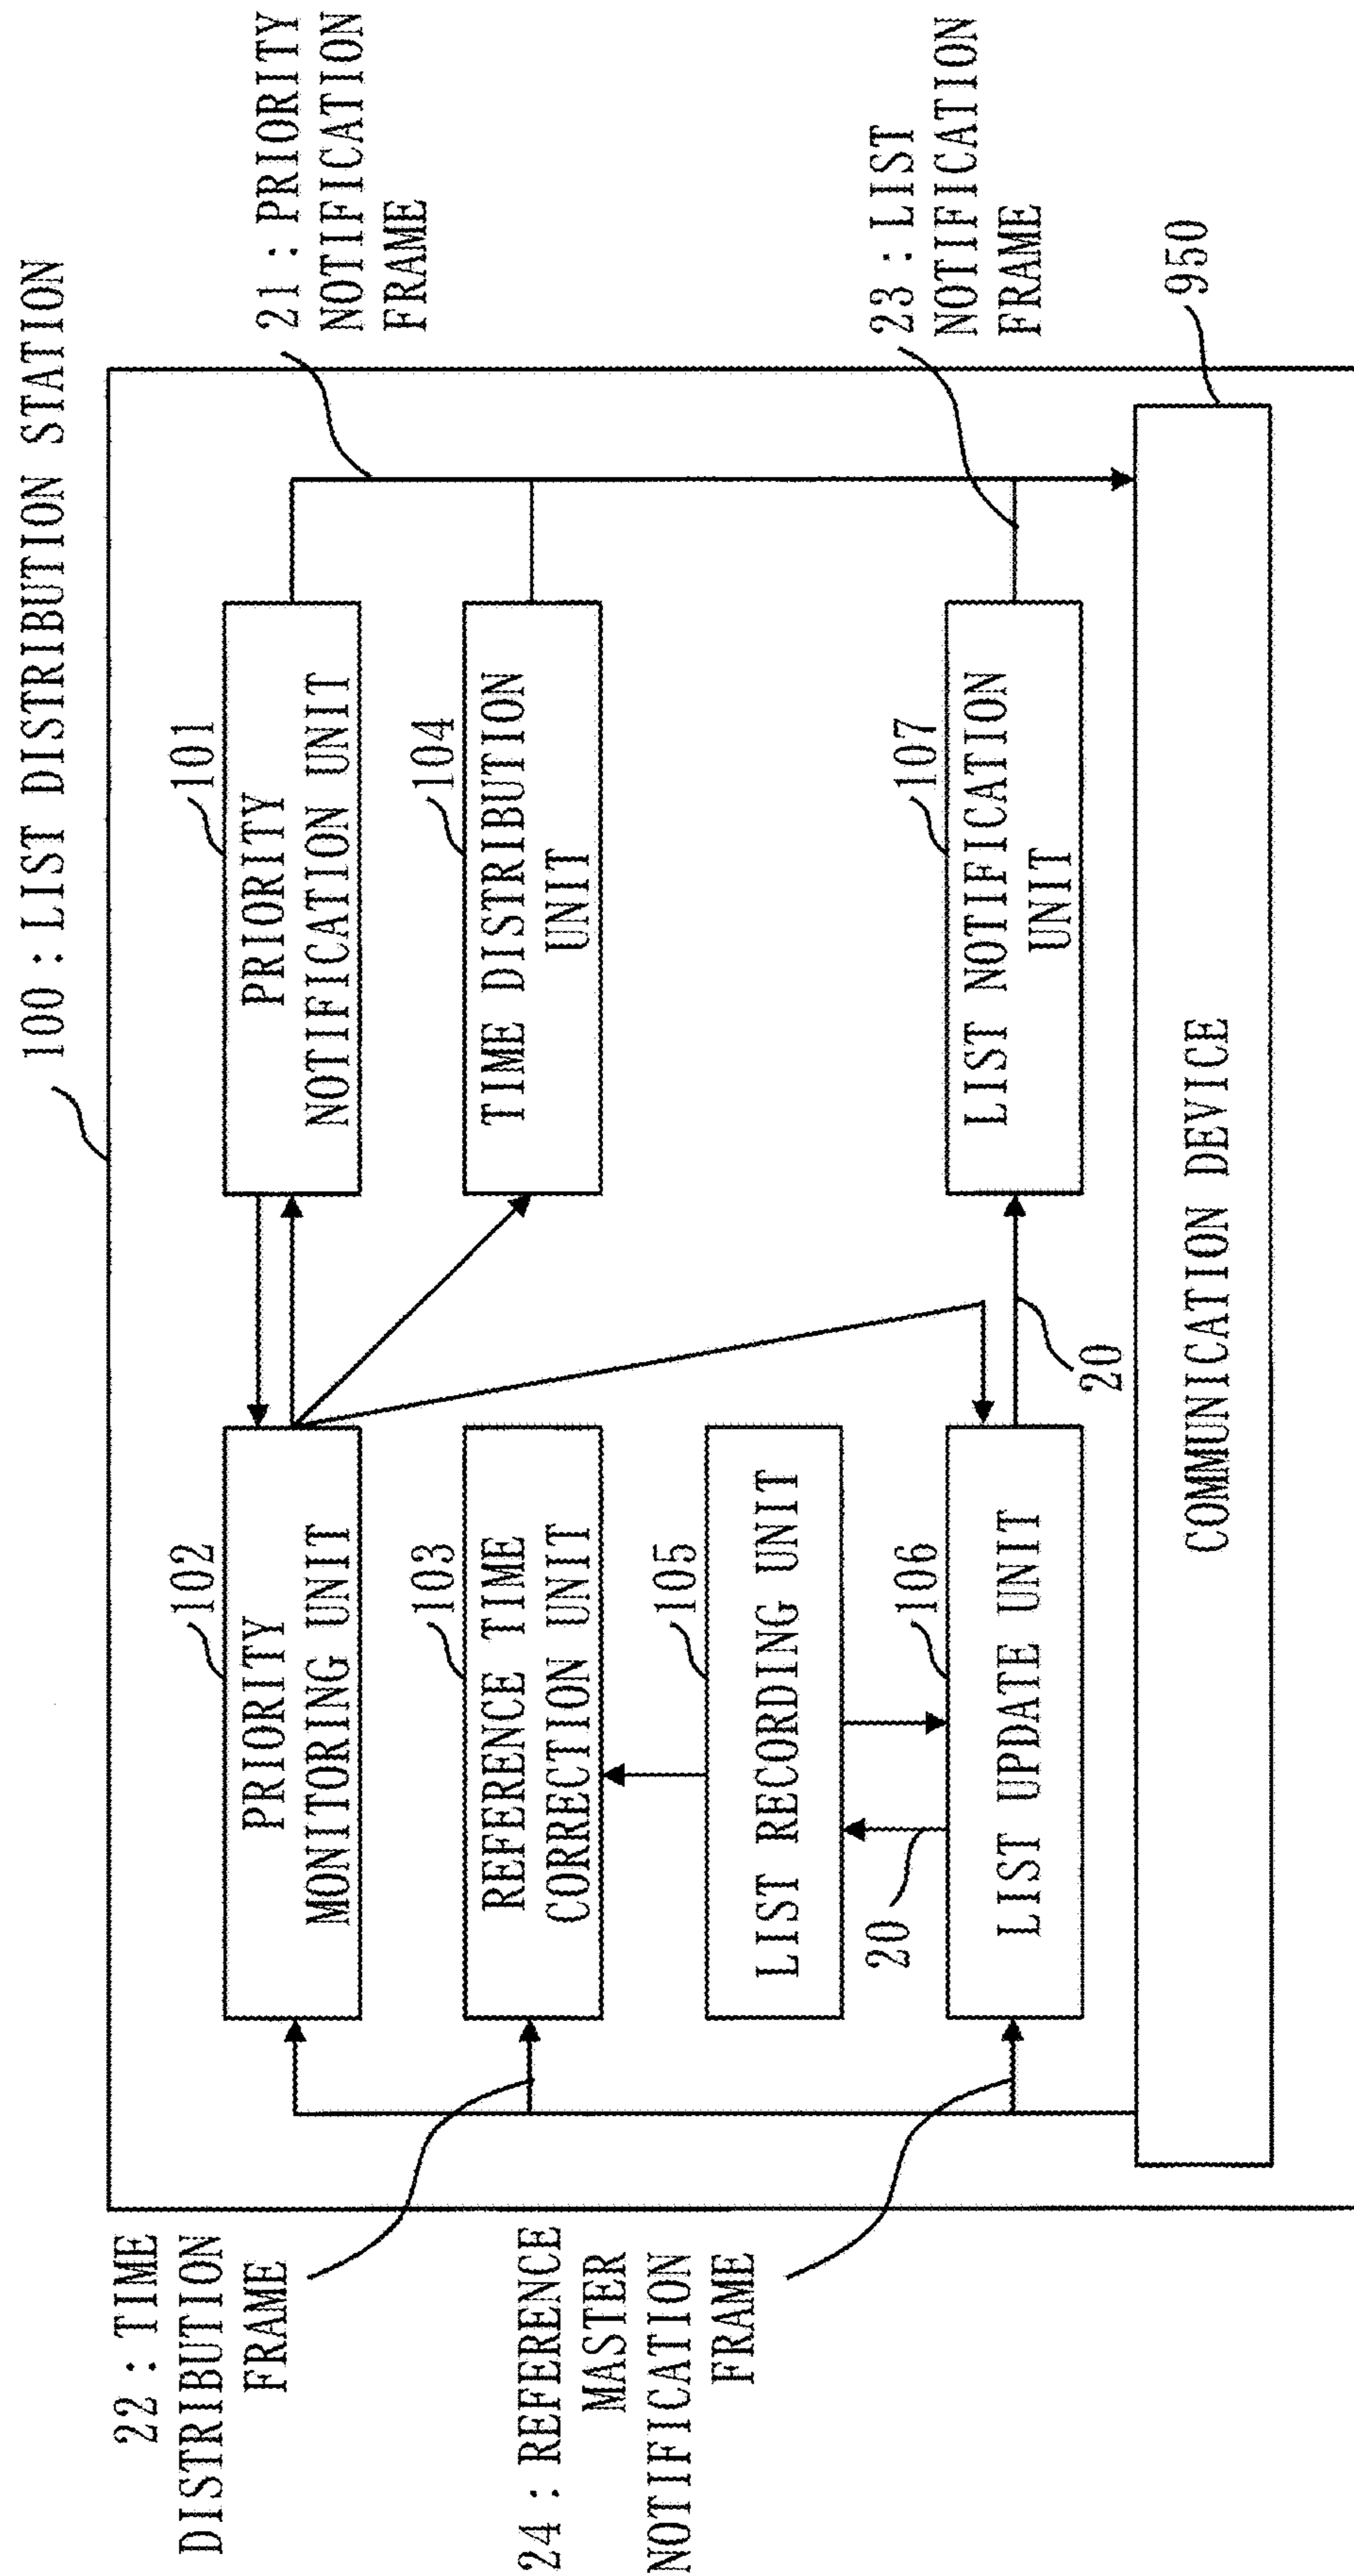 100 : LIST DISTRIBUTION STATION
21 : PRIORITY
NOTIFICATION
FRAME
22 : TIME
DISTRIBUTION
FRAME
102
PRIORITY
MONITORING UNIT
101
PRIORITY
NOTIFICATION UNIT
103
REFERENCE TIME
CORRECTION UNIT
104
TIME DISTRIBUTION
UNIT
24 : REFERENCE
MASTER
NOTIFICATION
FRAME
105
LIST RECORDING UNIT
20
106
LIST UPDATE UNIT
20
107
LIST NOTIFICATION
UNIT
23 : LIST
NOTIFICATION
FRAME
COMMUNICATION DEVICE
950